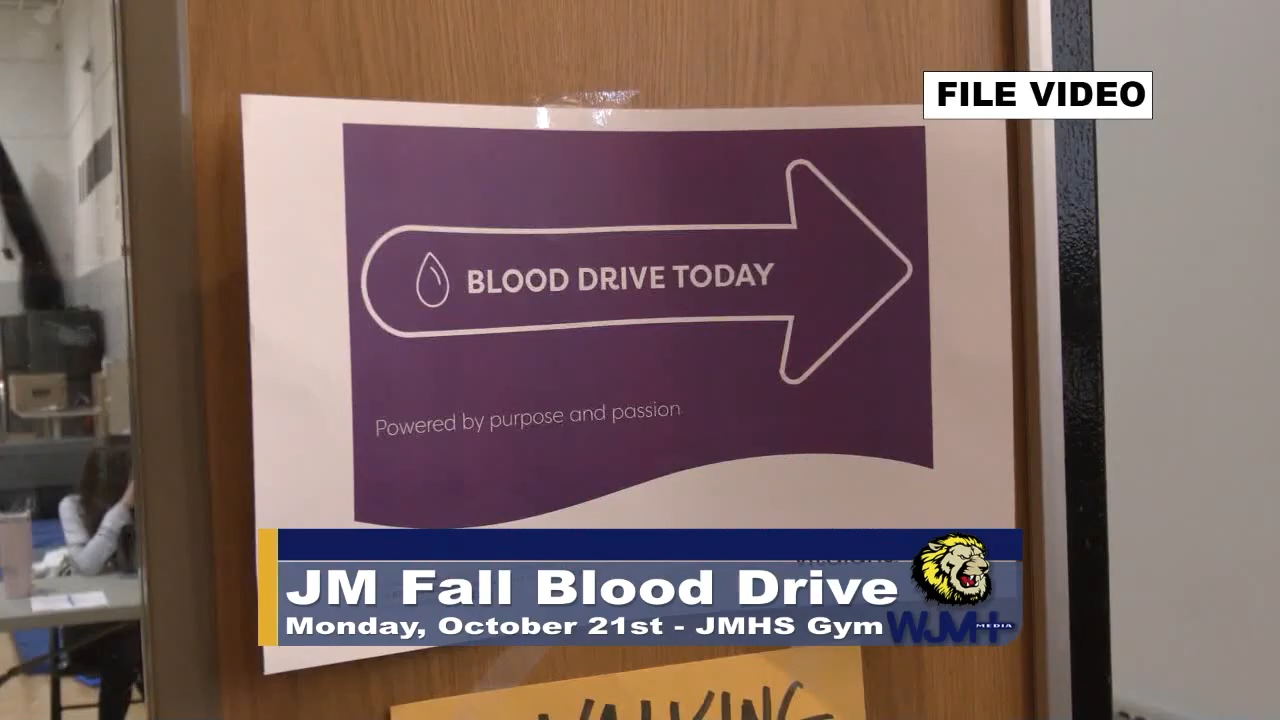 FILE VIDEO
BLOOD DRIVE TODAY
Powered by purpose and passion
JM Fall Blood Drive
Monday, October 21st - JMHS Gym
WJMH
MEDIA
WALKING